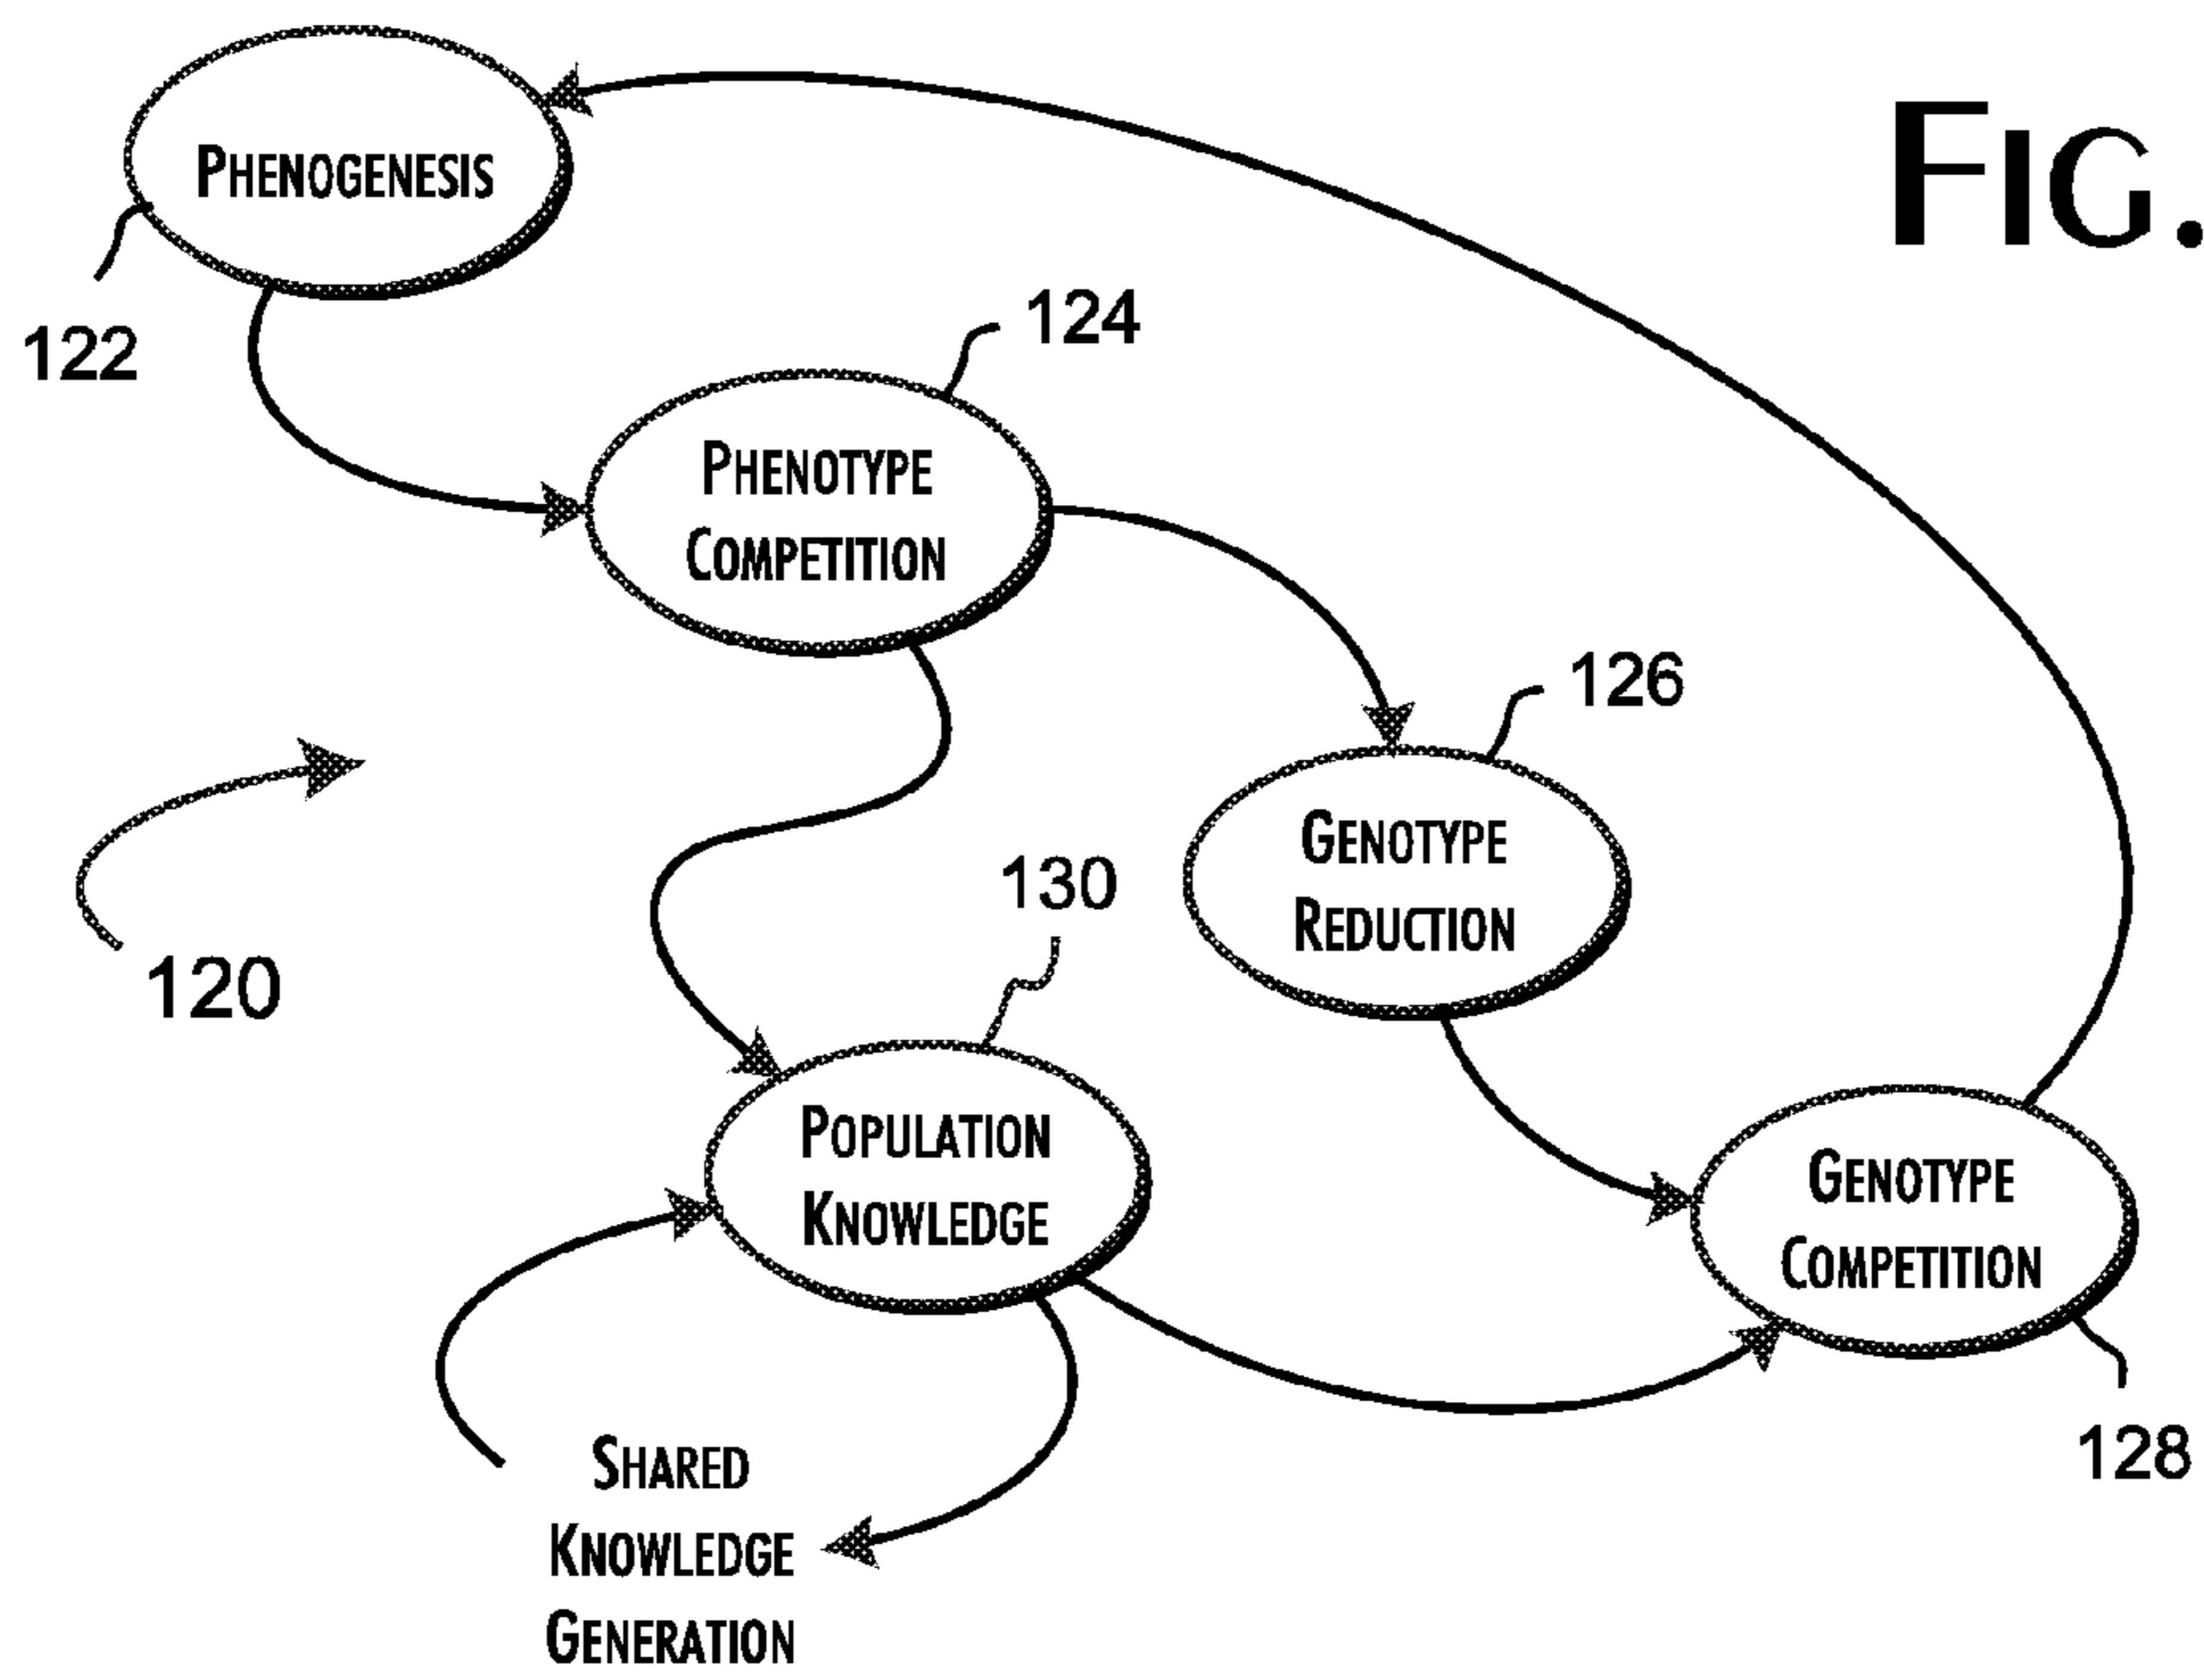 FIG.
PHENOGENESIS
122
124
PHENOTYPE
COMPETITION
126
GENOTYPE
REDUCTION
120
130
POPULATION
KNOWLEDGE
GENOTYPE
COMPETITION
128
SHARED
KNOWLEDGE
GENERATION